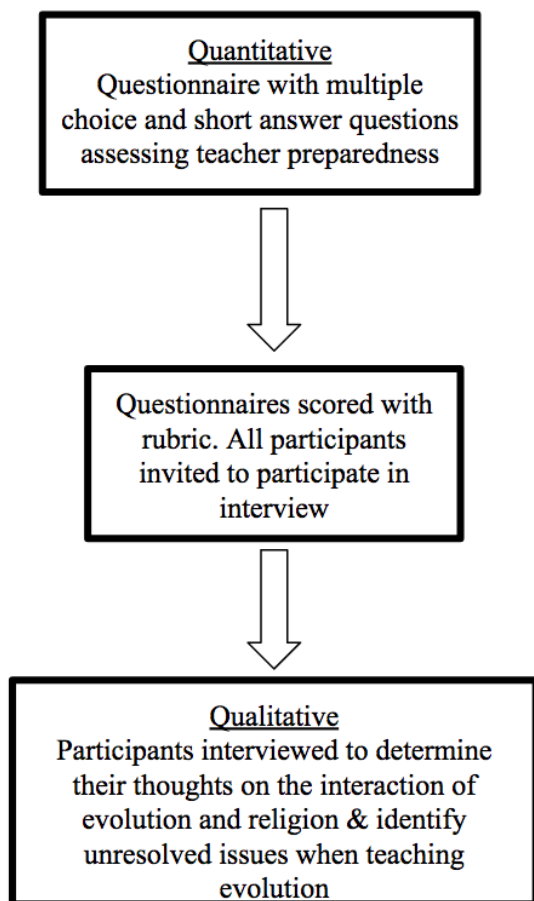 Quantitative
Questionnaire with multiple
choice and short answer questions
assessing teacher preparedness
Questionnaires scored with
rubric. All participants
invited to participate in
interview
Qualitative
Participants interviewed to determine
their thoughts on the interaction of
evolution and religion & identify
unresolved issues when teaching
evolution